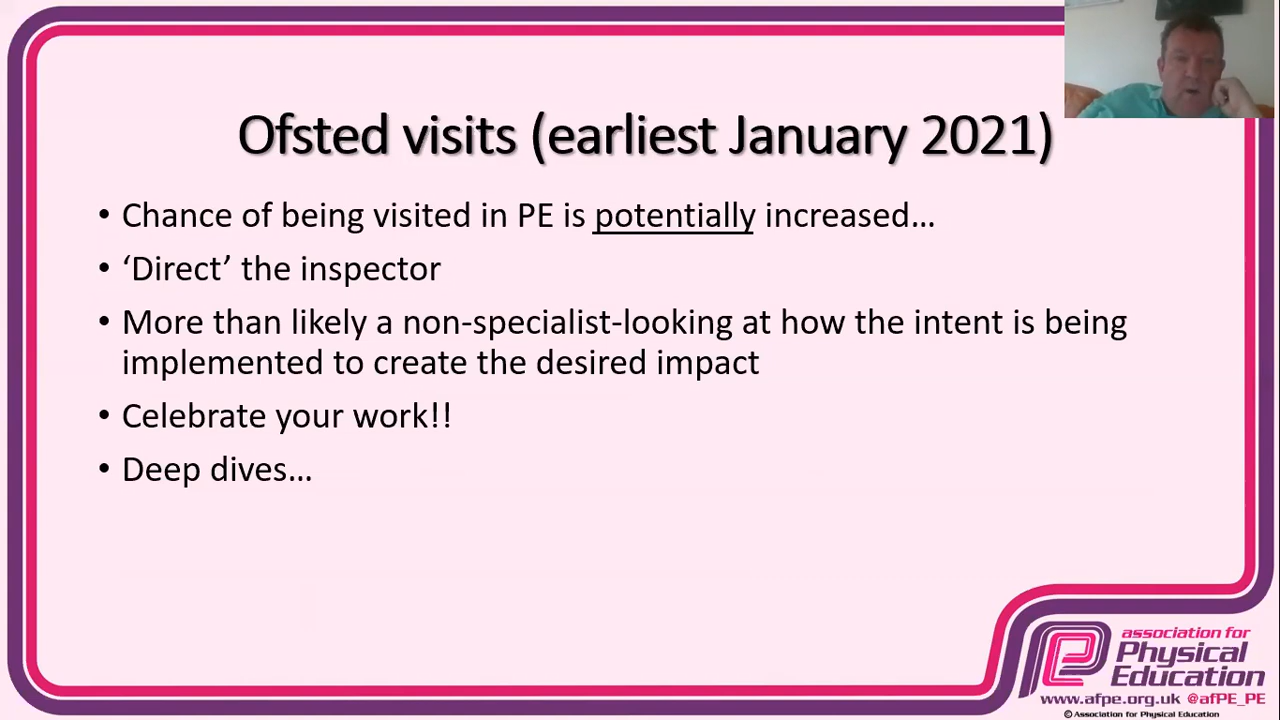 Ofsted visits (earliest January 2021)
• Chance of being visited in PE is potentially increased…
• ‘Direct’ the inspector
• More than likely a non-specialist-looking at how the intent is being
implemented to create the desired impact
• Celebrate your work!!
• Deep dives…
association for
Physical
Education
www.afpe.org.uk @afPE_PE
© Association for Physical Education